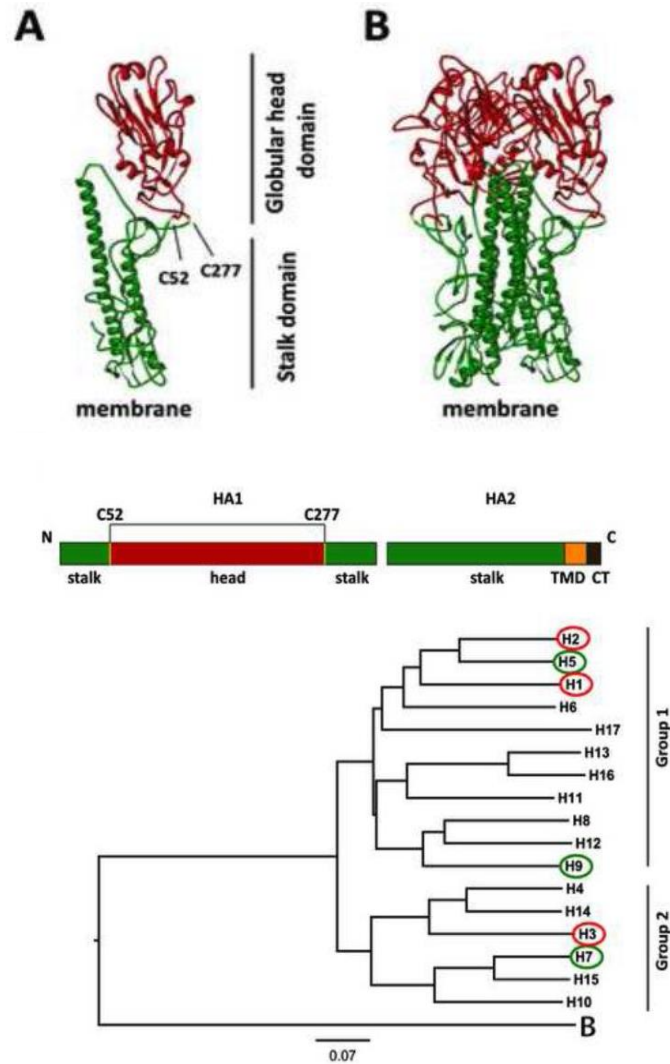 A
B
Globular head
domain
C52
C277
Stalk domain
membrane
membrane
HA1
HA2
C52
C277
N
C
stalk
head
stalk
stalk
TMD
CT
H2
H5
H1
H6
H17
H13
H16
H11
H8
H12
H9
H4
H14
H3
H7
H15
H10
B
Group 1
Group 2
0.07